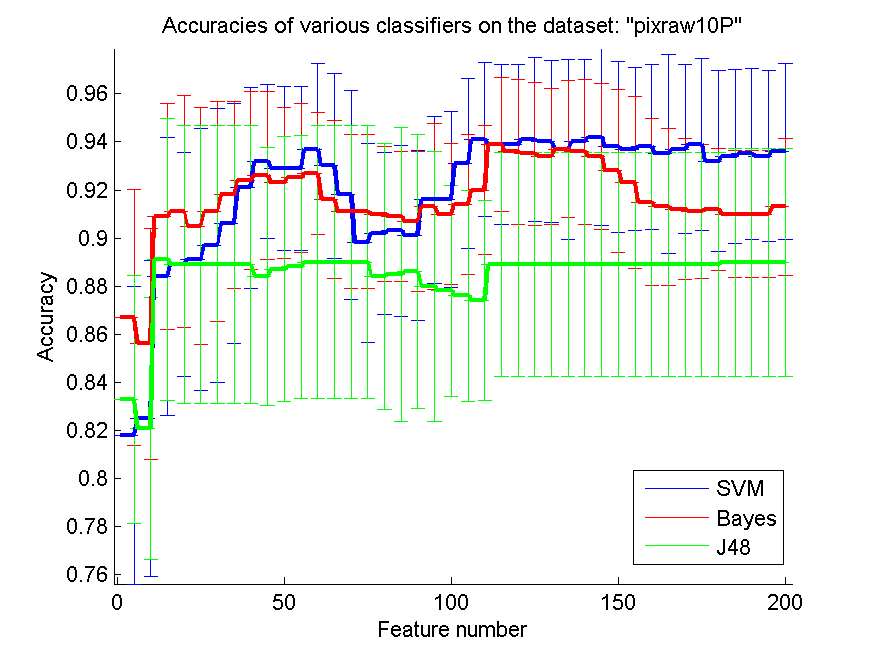 Accuracies of various classifiers on the dataset: "pixraw10P"
0.96
0.94
0.92
0.9
0.88
0.86
0.84
0.82
0.8
0.78
0.76
Accuracy
SVM
Bayes
J48
0 50 100 150 200
Feature number